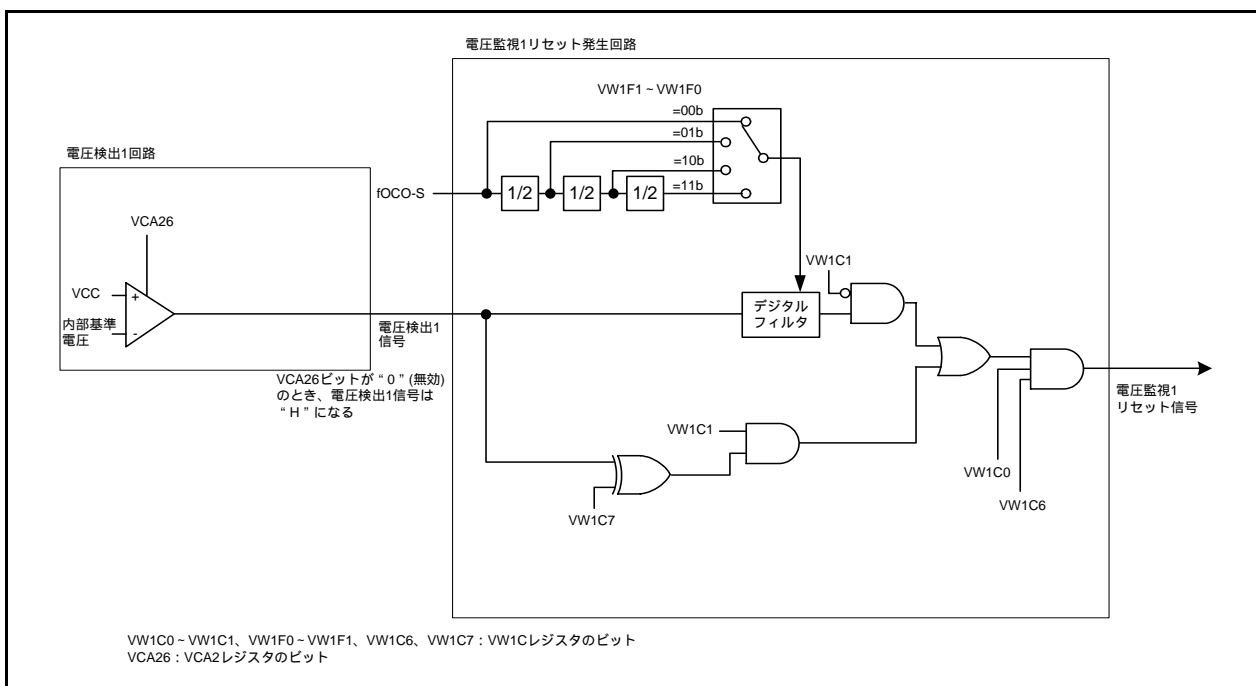 電圧監視1リセット発生回路
VW1F1 ~ VW1F0
=00b
=01b
=10b
=11b
電圧検出1回路
fOCO-S
1/2
1/2
1/2
VCA26
VCC
+
内部基準
電圧
-
電圧検出1
信号
デジタル
フィルタ
VW1C1
VCA26ビットが“0”(無効)
のとき、電圧検出1信号は
“H”になる
VW1C1
VW1C7
VW1C0
VW1C6
電圧監視1
リセット信号
VW1C0 ~ VW1C1、VW1F0 ~ VW1F1、VW1C6、VW1C7 : VW1Cレジスタのビット
VCA26 : VCA2レジスタのビット